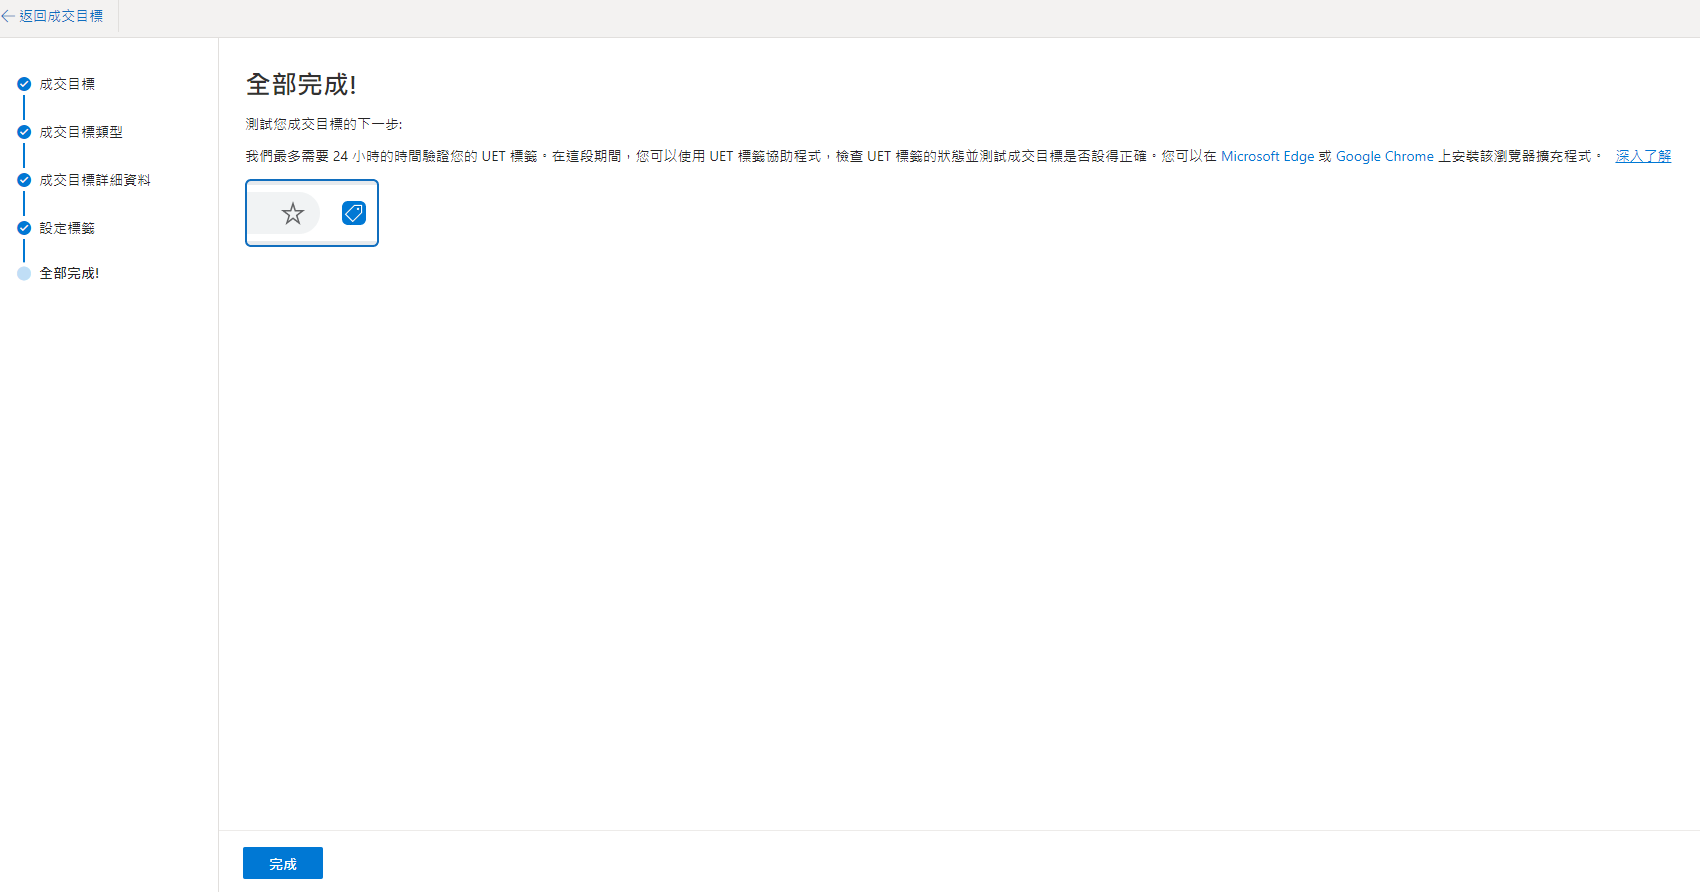 返回成交目標
成交目標
成交目標類型
成交目標詳細資料
設定標籤
全部完成!
全部完成!
測試您成交目標的下一步:
我們最多需要 24 小時的時間驗證您的 UET 標籤。在這段期間，您可以使用 UET 標籤協助程式，檢查 UET 標籤的狀態並測試成交目標是否設得正確。您可以在 Microsoft Edge 或 Google Chrome 上安裝該瀏覽器擴充程式。 深入了解
完成